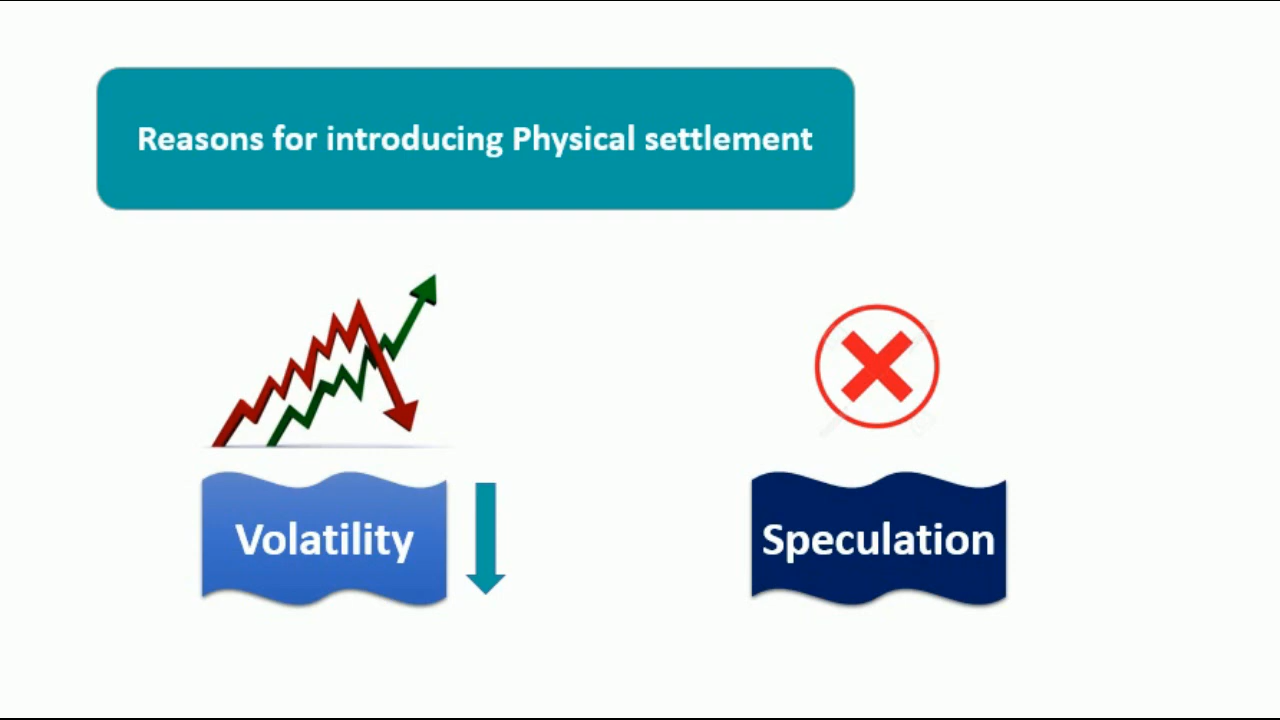 Reasons for introducing Physical settlement
Volatility
Speculation